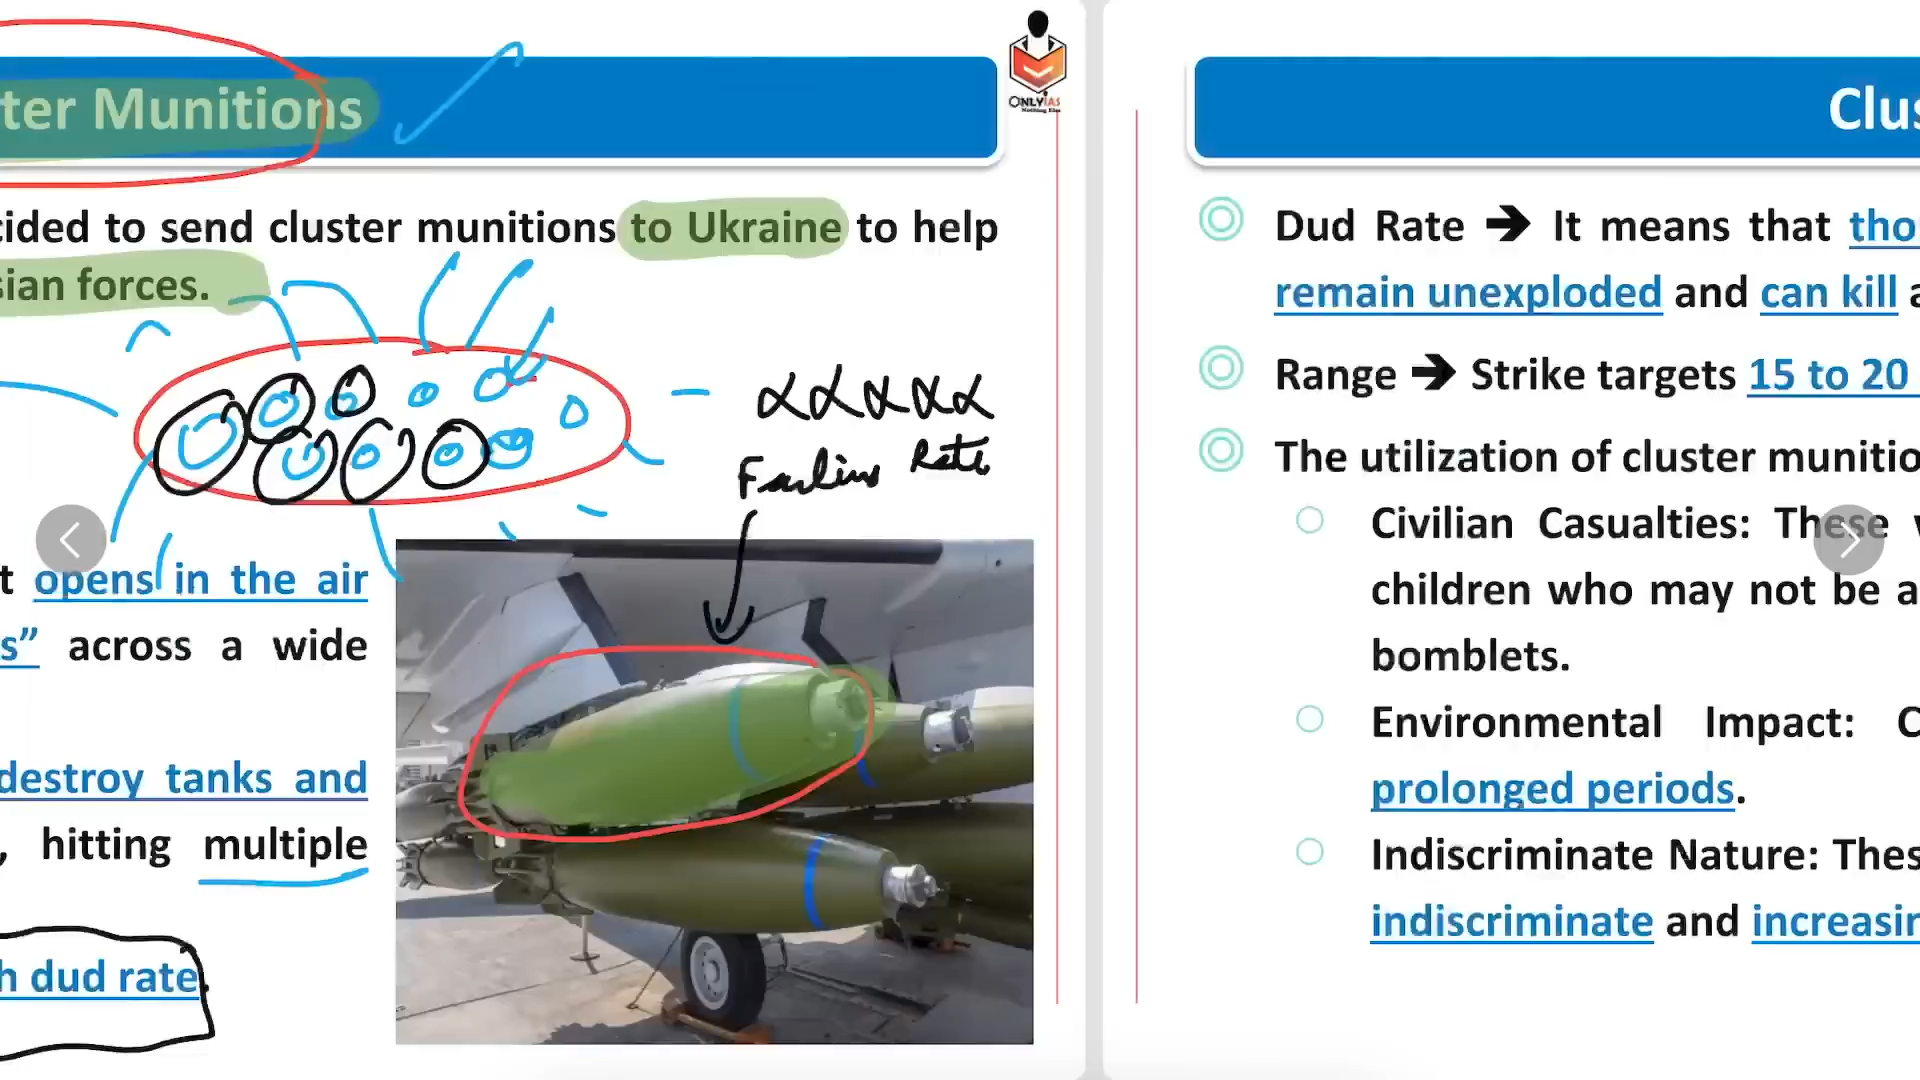 ter Munitions
ONLYIAS
Nothing Else
cided to send cluster munitions to Ukraine to help
sian forces.
Rate
t opens in the air
s” across a wide
destroy tanks and
, hitting multiple
h dud rate
Clus
Dud Rate ➔ It means that tho
remain unexploded and can kill a
Range ➔ Strike targets 15 to 20
The utilization of cluster munitio
Civilian Casualties: These w
children who may not be a
bomblets.
Environmental Impact: C
prolonged periods.
Indiscriminate Nature: Thes
indiscriminate and increasin